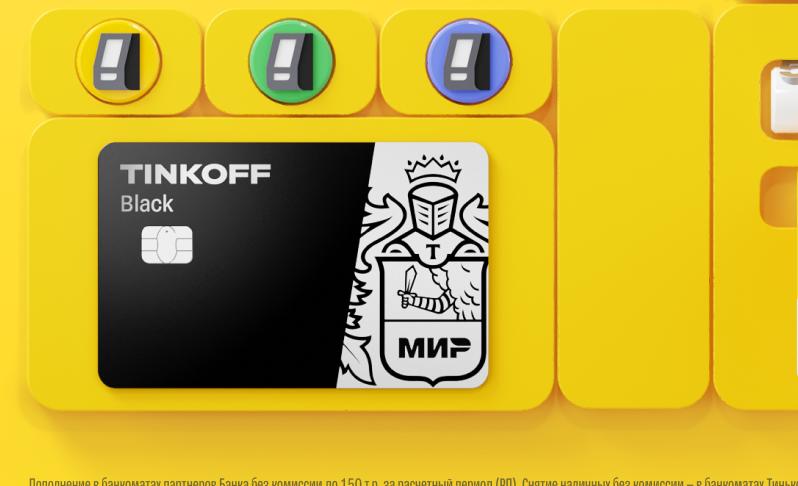 TINKOFF
Black
T
МИР
Пополнение в банкоматах партнеров Банка без комиссии до 150 т.р. за расчетный период (РП). Снятие наличных без комиссии – в банкоматах